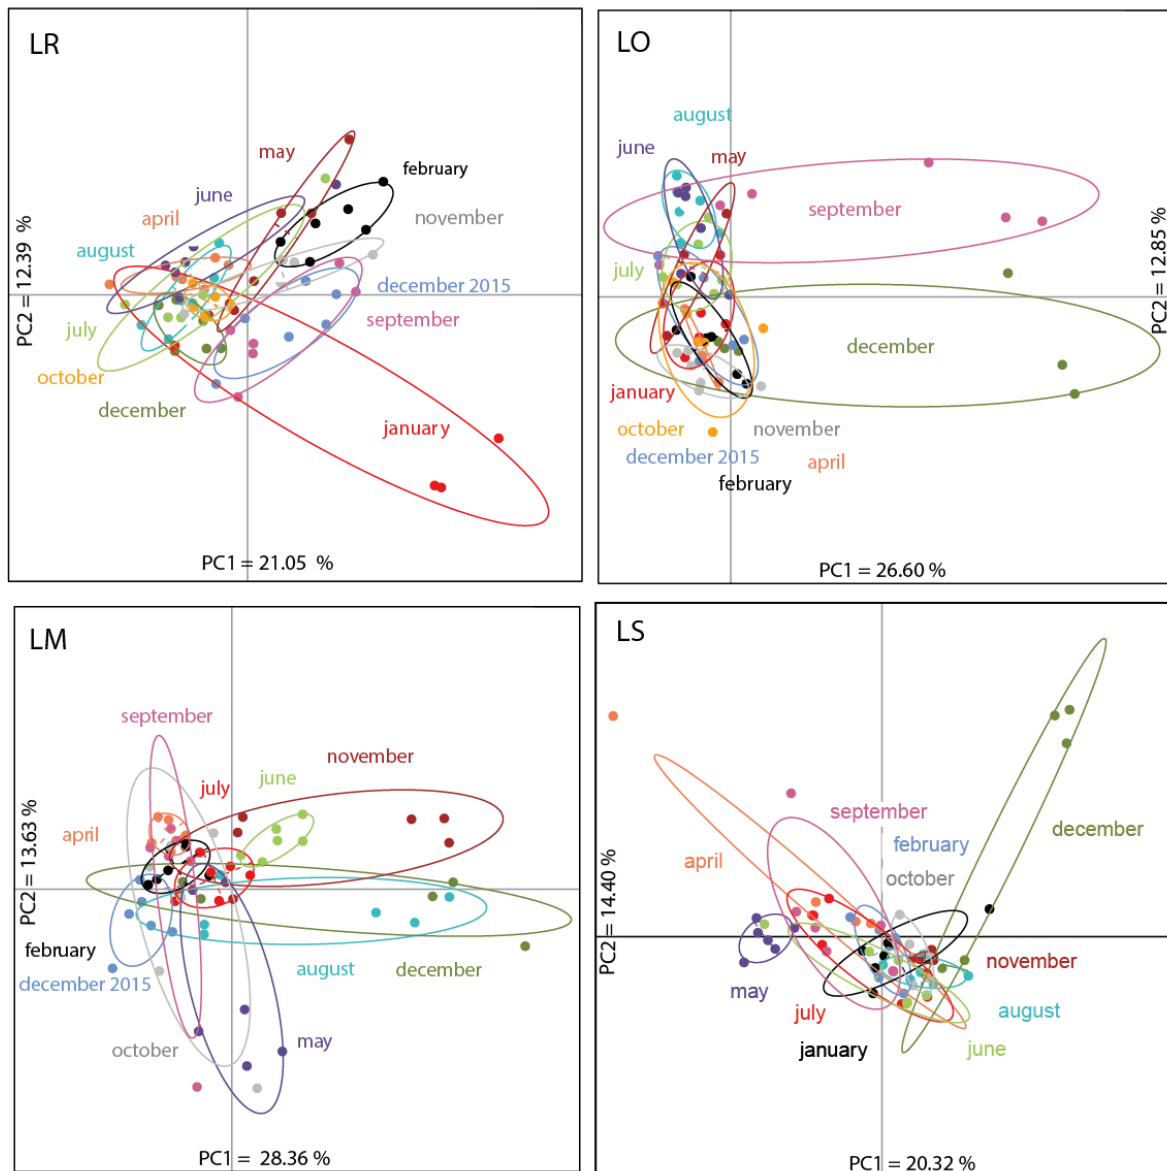 LR
may
february
june
april
november
august
december 2015
september
july
october
december
january
PC2 = 12.39 %
PC1 = 21.05 %
LO
august
june
may
september
july
december
january
october
november
december 2015
april
february
PC2 = 12.85 %
PC1 = 26.60 %
LM
september
november
july
june
april
february
december 2015
august
december
october
may
PC2 = 13.63 %
PC1 = 28.36 %
LS
september
december
february
april
october
november
may
july
august
january
june
PC2 = 14.40 %
PC1 = 20.32 %